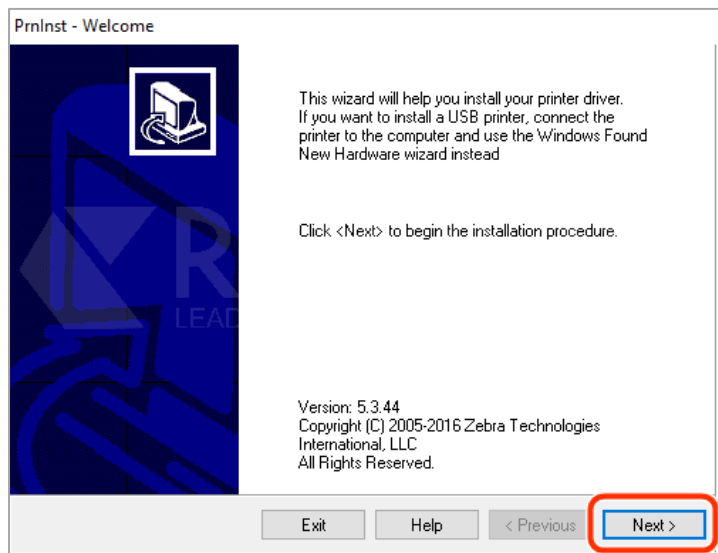 PrnInst - Welcome
This wizard will help you install your printer driver.
If you want to install a USB printer, connect the
printer to the computer and use the Windows Found
New Hardware wizard instead
Click <Next> to begin the installation procedure.
LEAD
Version: 5.3.44
Copyright (C) 2005-2016 Zebra Technologies
International, LLC
All Rights Reserved.
Exit Help < Previous Next >